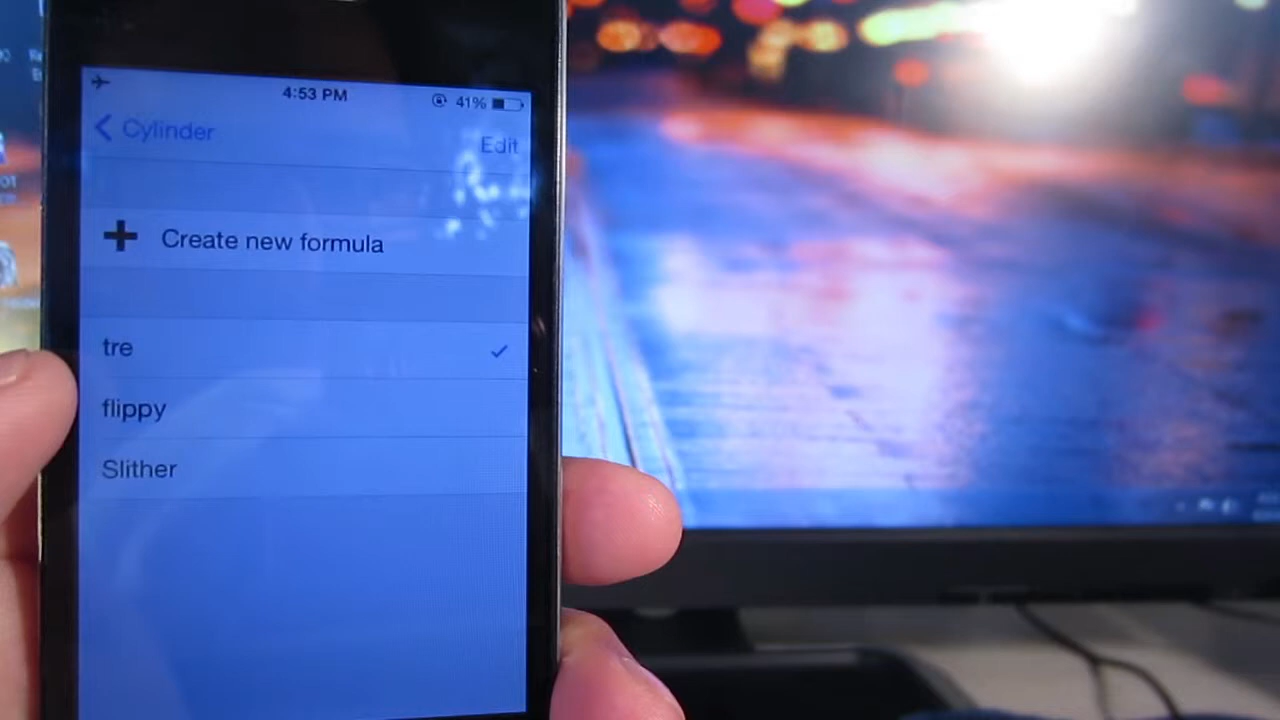 4:53 PM
41%
Cylinder
Edit
Create new formula
tre
flippy
Slither